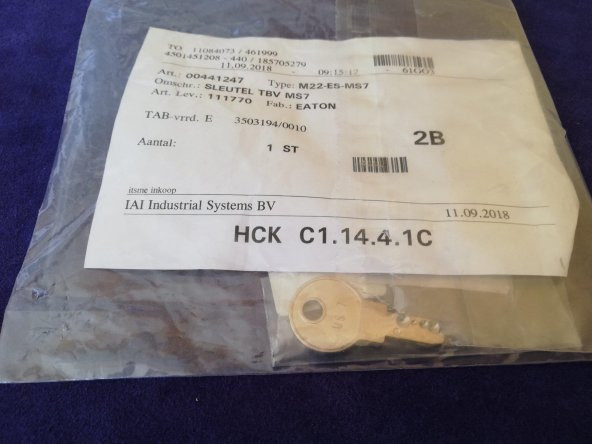 TO 11084073 / 461999
4501451208 - 440 / 185705279
11.09.2018 - 09:15:12 - 61003
Art.: 00441247 Type: M22-ES-MS7
Omschr.: SLEUTEL TBV MS7
Art. Lev.: 111770 Fab.: EATON
TAB-vrrd. E 3503194/0010
2B
Aantal: 1 ST
itsme inkoop
IAI Industrial Systems BV 11.09.2018
HCK C1.14.4.1C